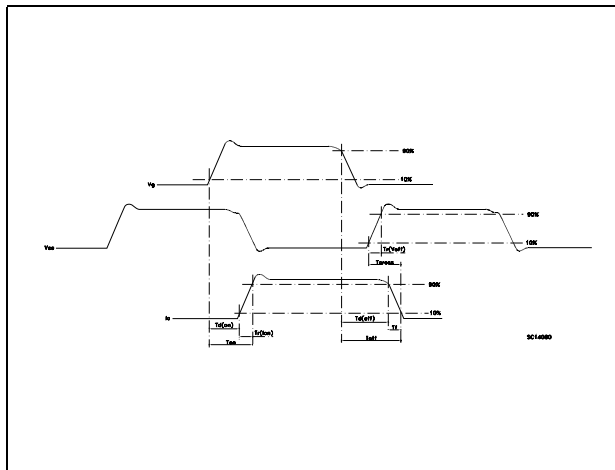 90%
10%
Vg
90%
Vce
10%
Tr(Voff)
Tcross
90%
Ic
10%
Td(on)
Tr(Ion)
Td(off)
Tf
Ton
Toff
SC14080